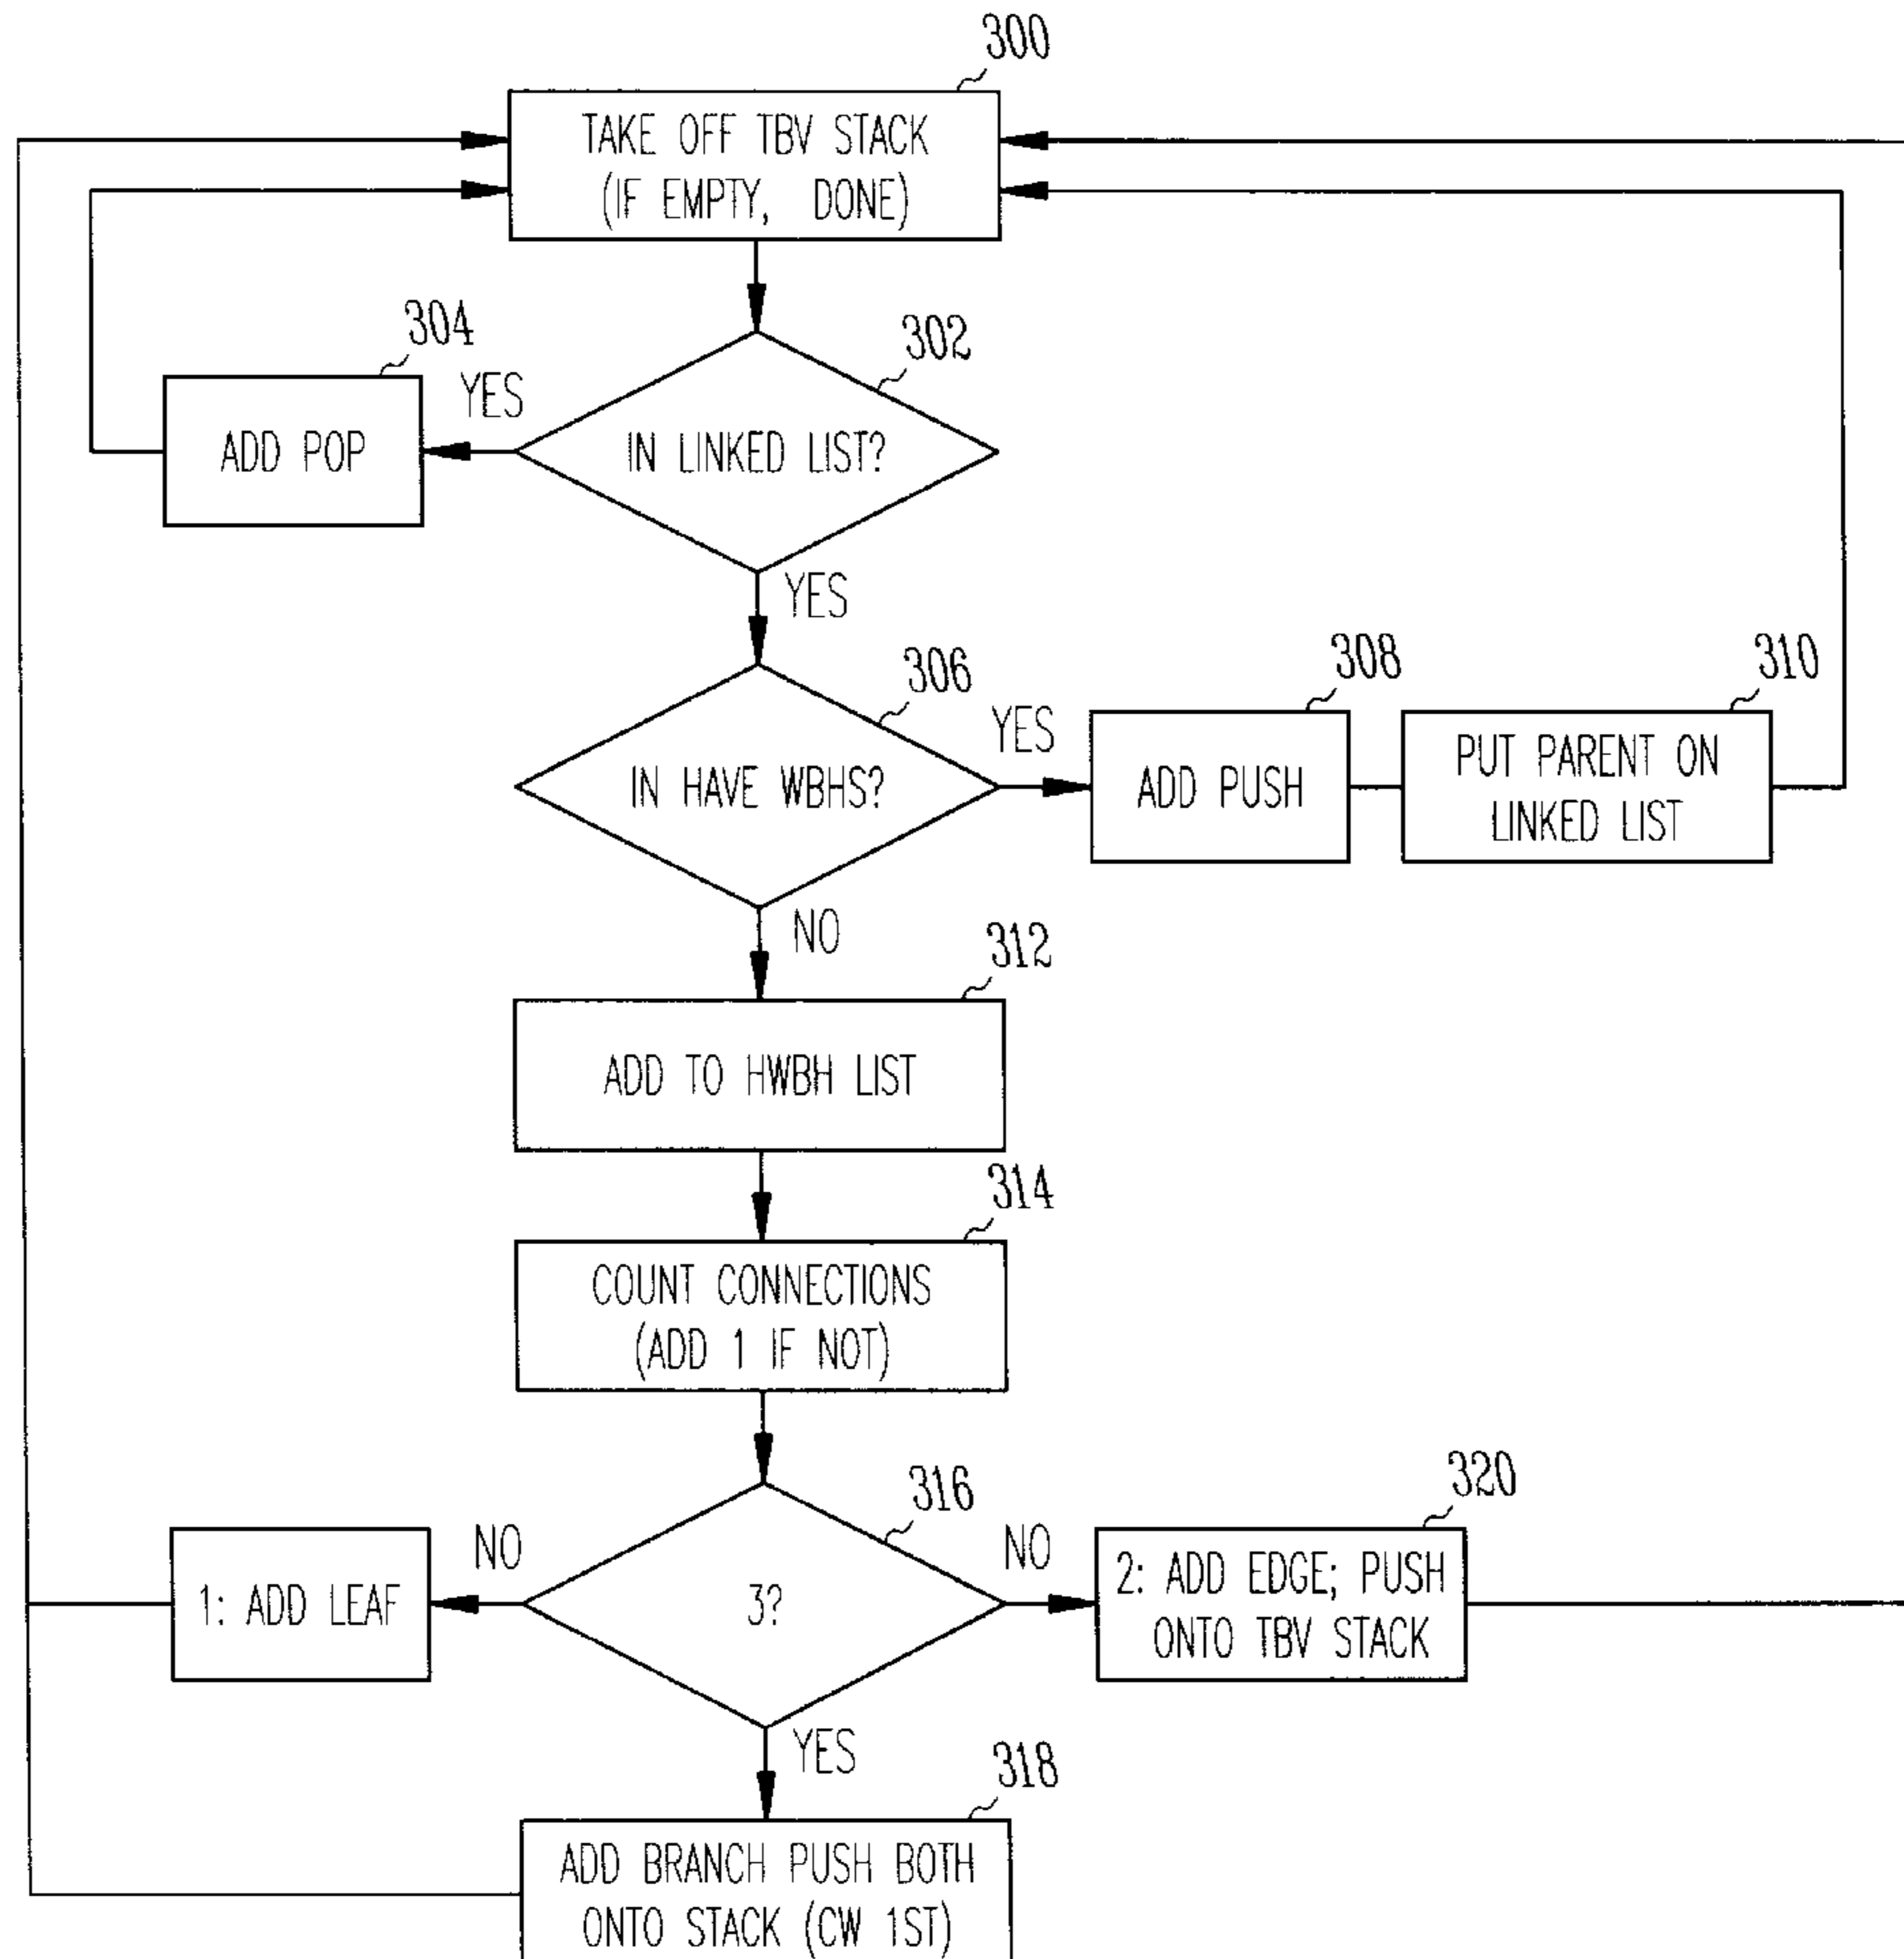 300
TAKE OFF TBV STACK
(IF EMPTY, DONE)
304
302
YES
ADD POP
IN LINKED LIST?
YES
306
308
310
YES
IN HAVE WBHS?
ADD PUSH
PUT PARENT ON
LINKED LIST
NO
312
ADD TO HWBH LIST
314
COUNT CONNECTIONS
(ADD 1 IF NOT)
316
320
NO
NO
1: ADD LEAF
3?
2: ADD EDGE; PUSH
ONTO TBV STACK
YES
318
ADD BRANCH PUSH BOTH
ONTO STACK (CW 1ST)